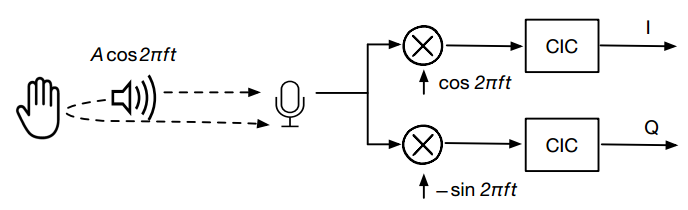 A cos 2πft
I
CIC
cos 2πft
Q
CIC
– sin 2πft